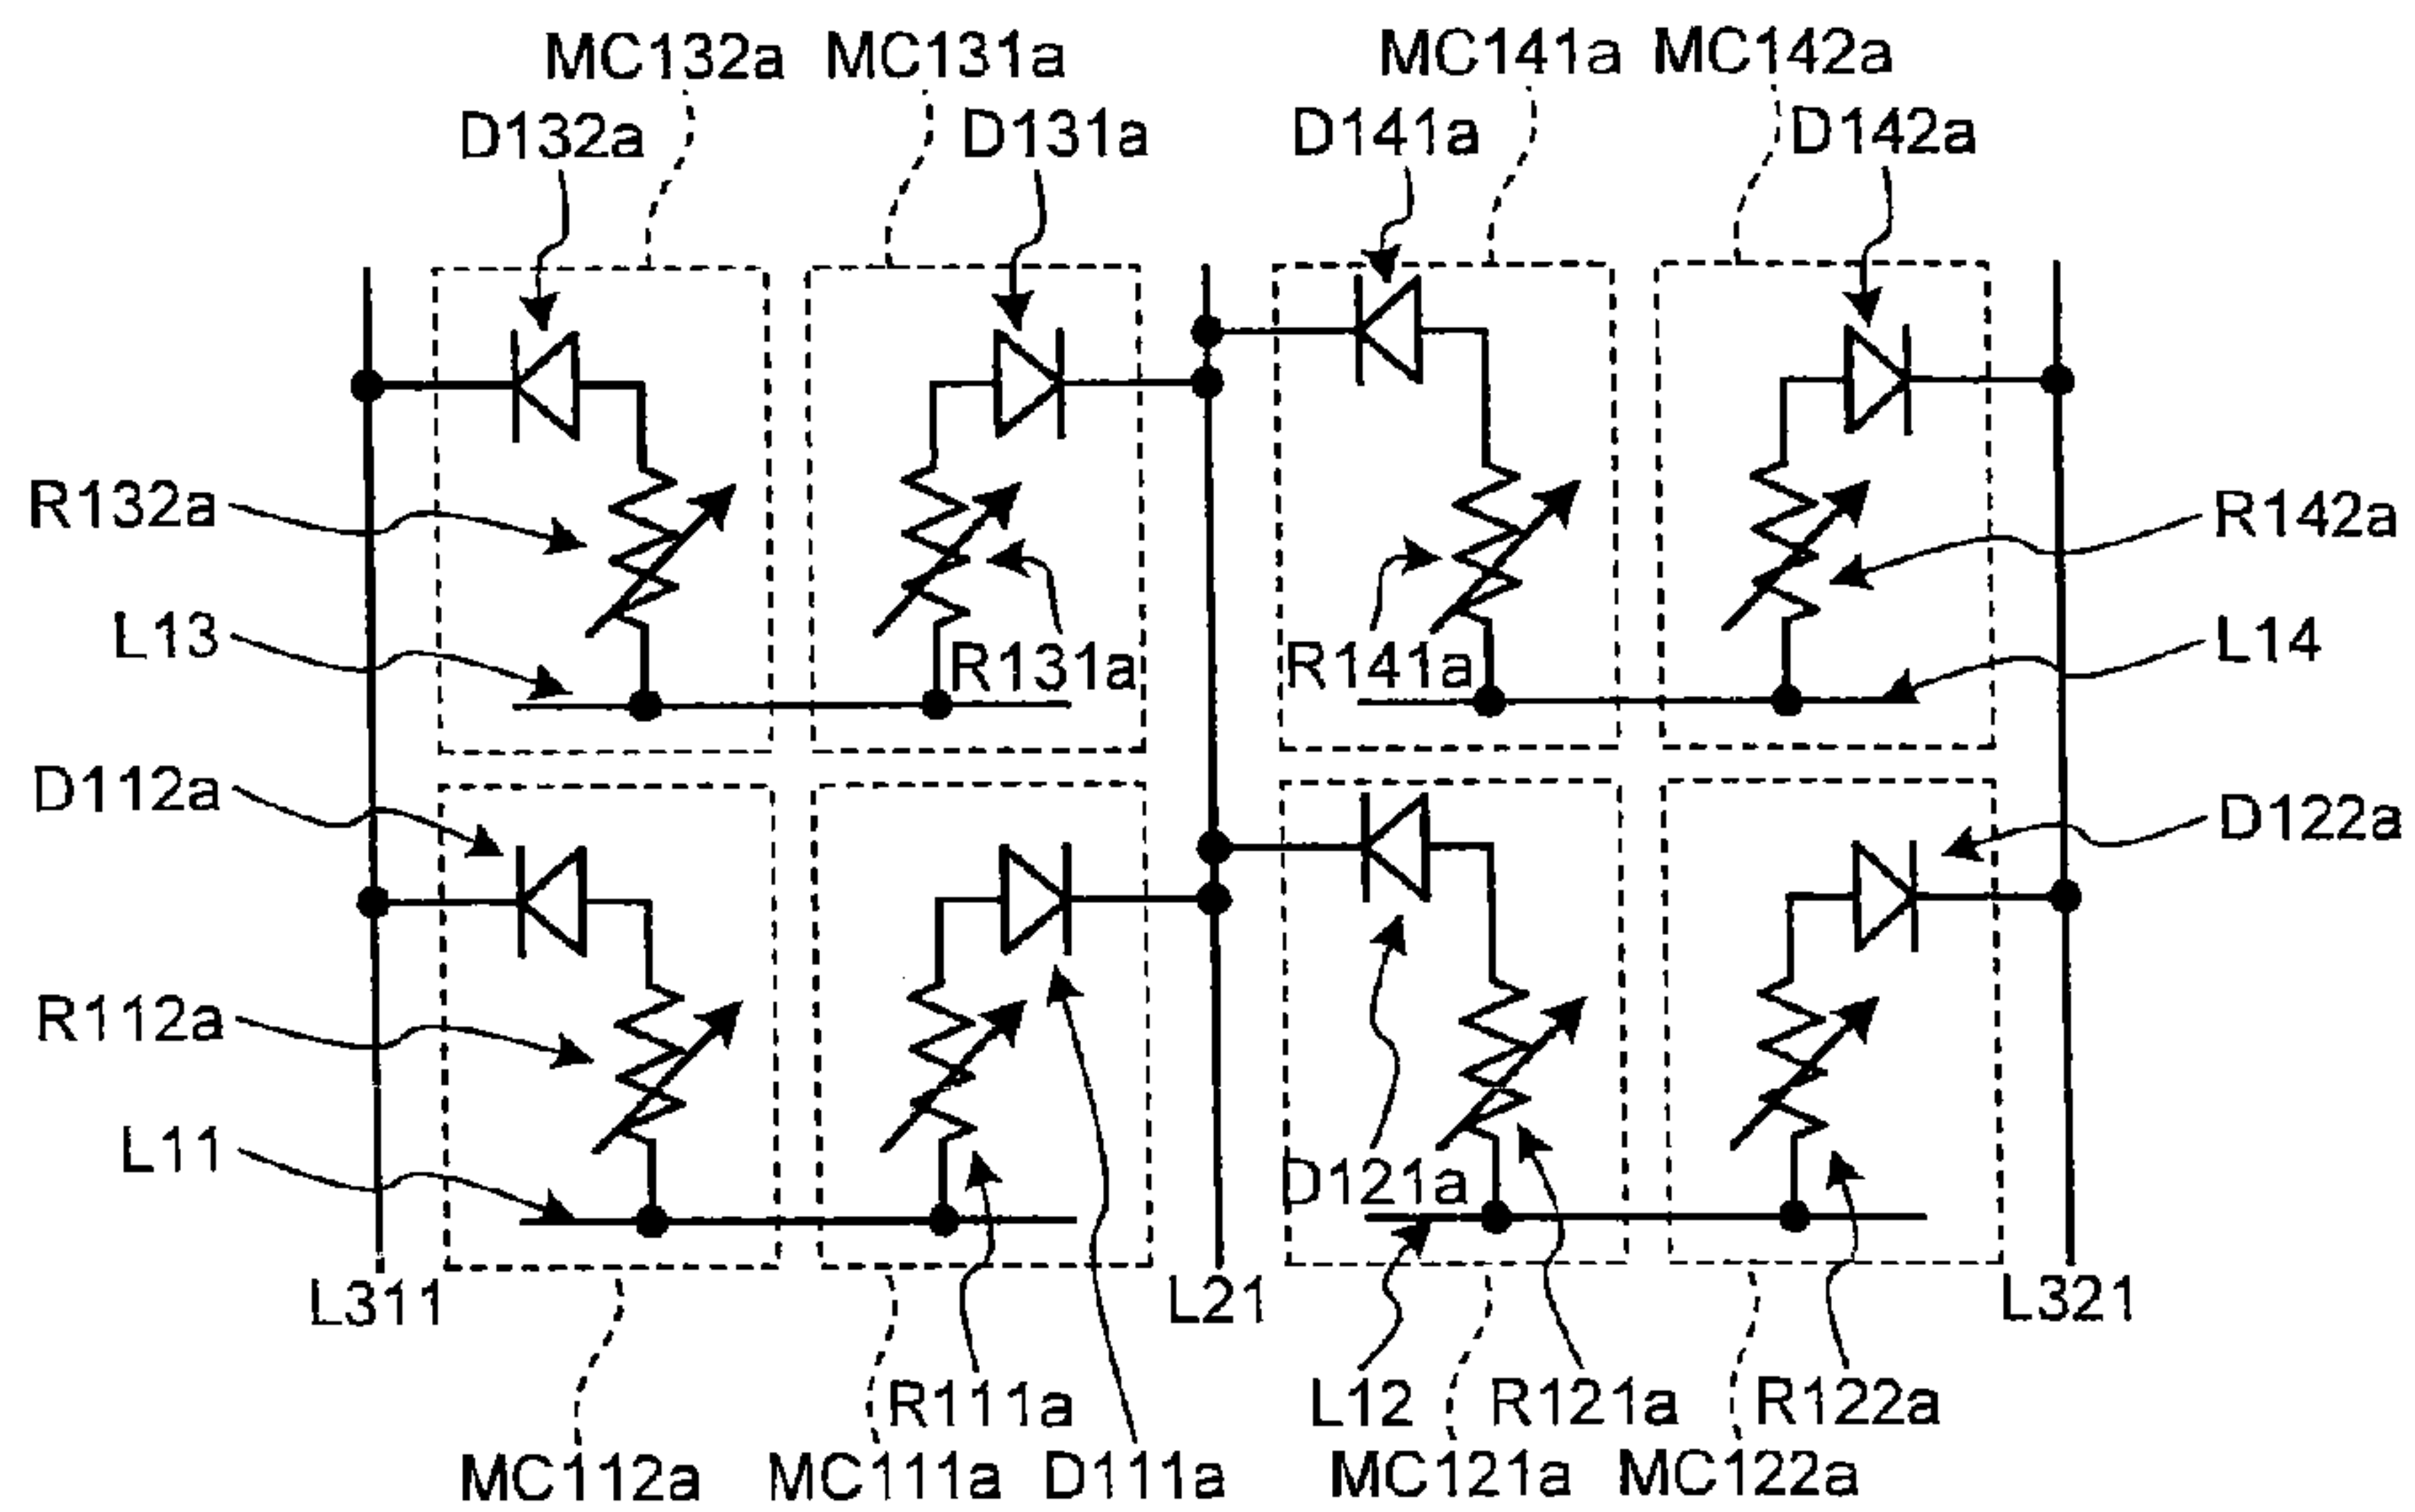 MC132a MC131a MC141a MC142a
D132a D131a D141a D142a
R132a R142a
L13 L14
R131a R141a
D112a D122a
R112a
L11 D121a
L311 L21 L321
R111a L12 R121a R122a
MC112a MC111a D111a MC121a MC122a